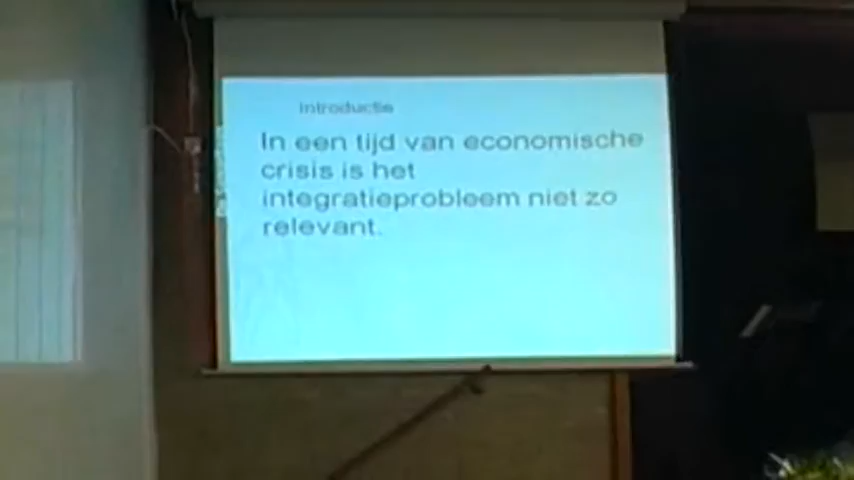 Introductie
In een tijd van economische
crisis is het
integratieprobleem niet zo
relevant.